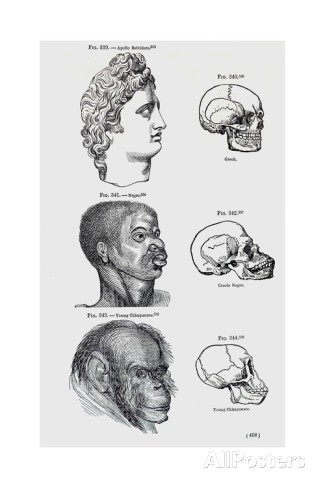 FIG. 339. — Apollo Belvidere.
FIG. 340.
Greek.
FIG. 341. — Negro.
FIG. 342.
Creole Negro.
FIG. 343. — Young Chimpanzee.
FIG. 344.
Young Chimpanzee.
(458)
AllPosters